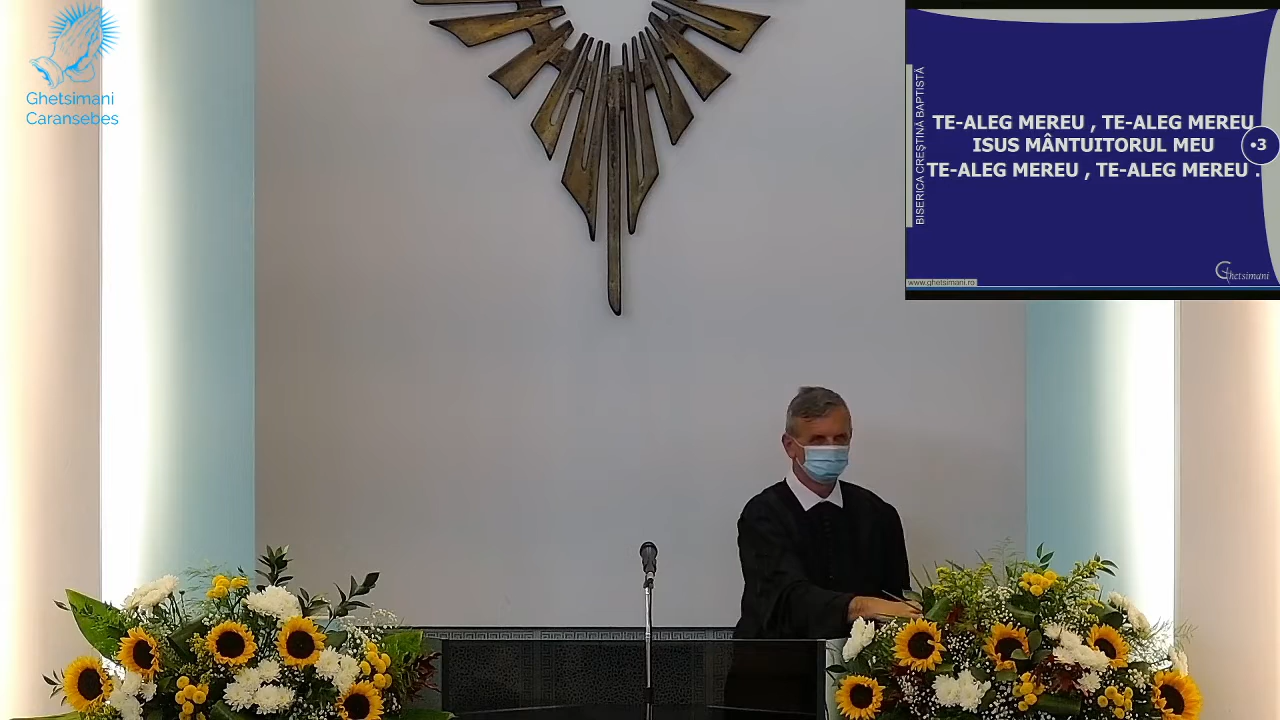 Ghetsimani
Caransebes
BISERICA CREŞTINĂ BAPTISTĂ
TE-ALEG MEREU , TE-ALEG MEREU
ISUS MÂNTUITORUL MEU
TE-ALEG MEREU , TE-ALEG MEREU .
•3
Ghetsimani
www.ghetsimani.ro